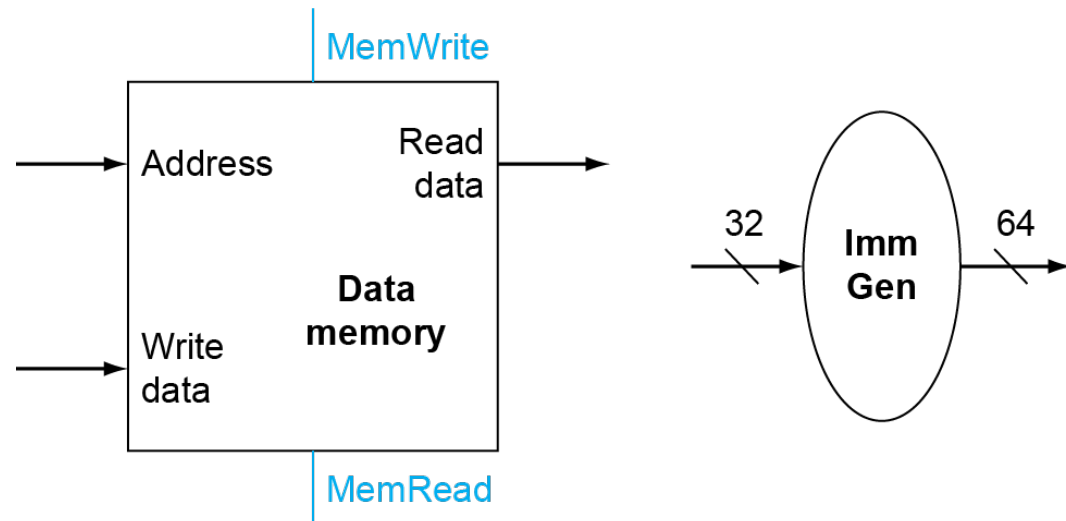 MemWrite
Address
Read
data
Data
memory
Write
data
MemRead
32
Imm
Gen
64